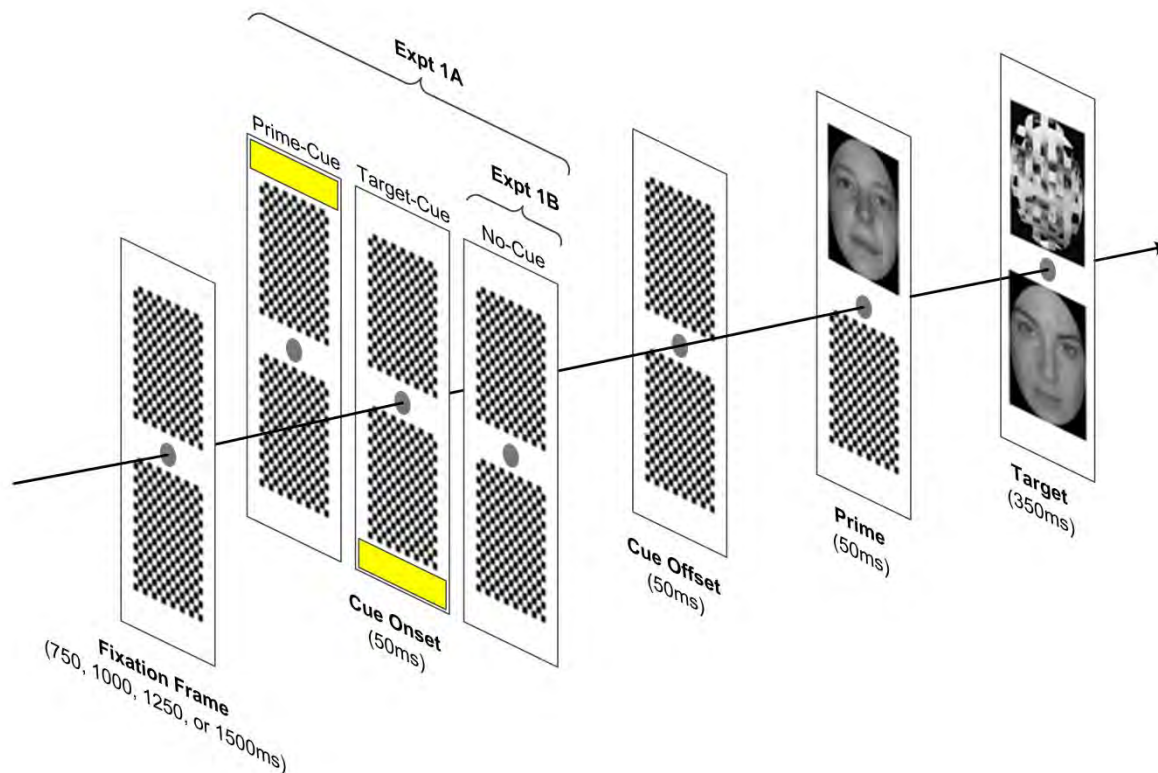 Expt 1A
Prime-Cue
Target-Cue
Expt 1B
No-Cue
Fixation Frame
(750, 1000, 1250, or 1500ms)
Cue Onset
(50ms)
Cue Offset
(50ms)
Prime
(50ms)
Target
(350ms)